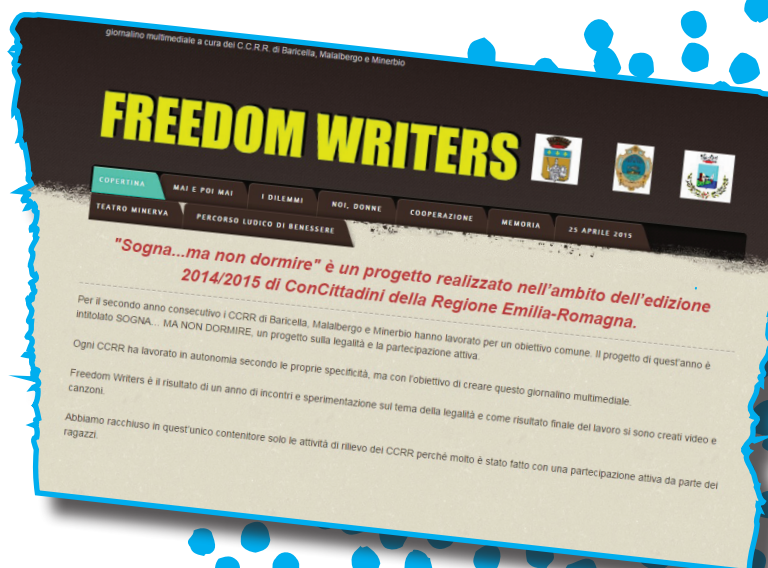 giornalino multimediale a cura dei C.C.R.R. di Baricella, Malalbergo e Minerbio
FREEDOM WRITERS
COPERTINA MAI E POI MAI I DILEMMI NOI, DONNE COOPERAZIONE MEMORIA 25 APRILE 2015
TEATRO MINERVA PERCORSO LUDICO DI BENESSERE
"Sogna...ma non dormire" è un progetto realizzato nell'ambito dell'edizione
2014/2015 di ConCittadini della Regione Emilia-Romagna.
Per il secondo anno consecutivo i CCRR di Baricella, Malalbergo e Minerbio hanno lavorato per un obiettivo comune. Il progetto di quest'anno è
intitolato SOGNA... MA NON DORMIRE, un progetto sulla legalità e la partecipazione attiva.
Ogni CCRR ha lavorato in autonomia secondo le proprie specificità, ma con l'obiettivo di creare questo giornalino multimediale.
Freedom Writers è il risultato di un anno di incontri e sperimentazione sul tema della legalità e come risultato finale del lavoro si sono creati video e
canzoni.
Abbiamo racchiuso in quest'unico contenitore solo le attività di rilievo del CCRR perché molto è stato fatto con una partecipazione attiva da parte dei
ragazzi.